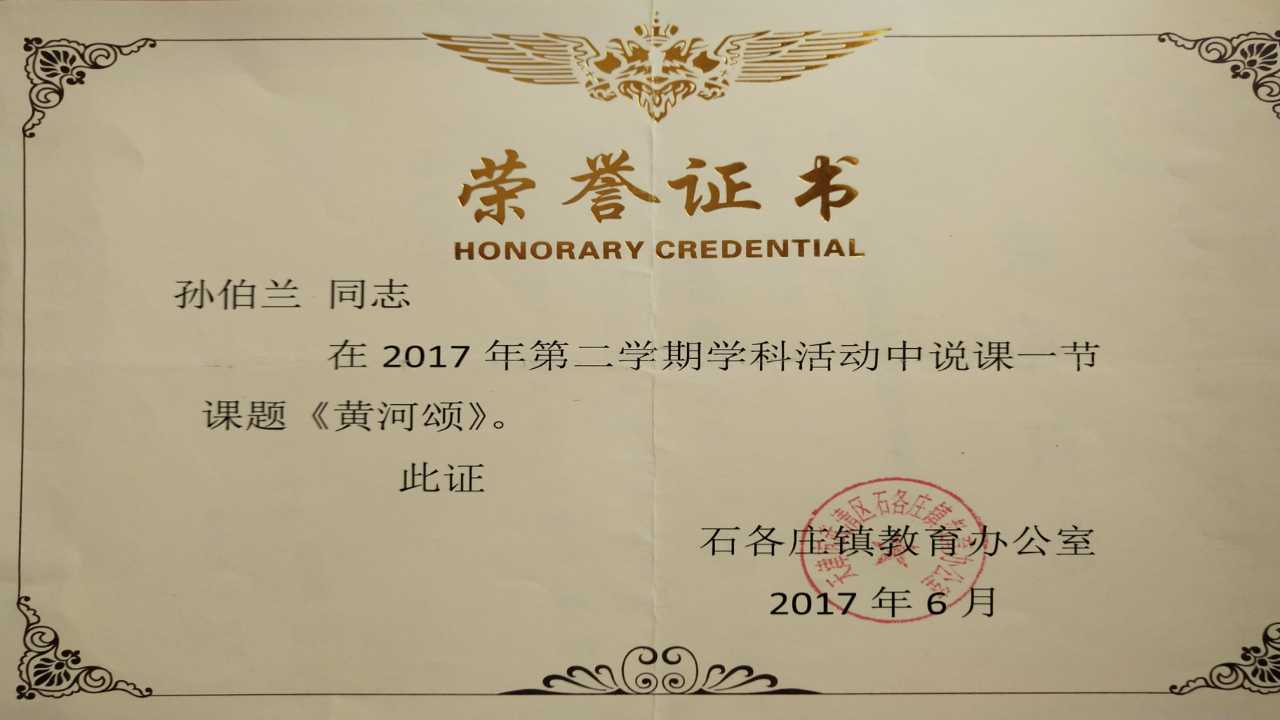 荣誉证书
HONORARY CREDENTIAL
孙伯兰 同志
在 2017 年第二学期学科活动中说课一节
课题《黄河颂》。
此证
石各庄镇教育办公室
2017 年 6 月